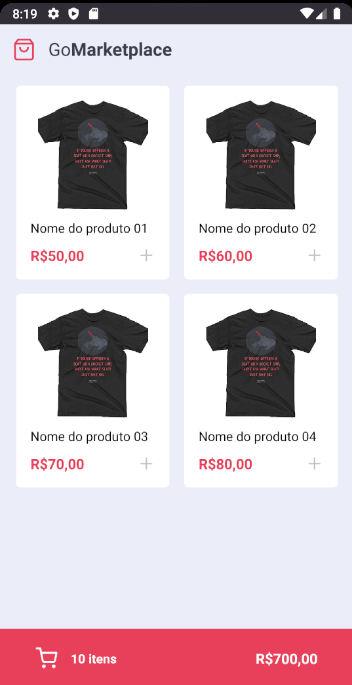 8:19
GoMarketplace
Nome do produto 01
R$50,00
Nome do produto 02
R$60,00
Nome do produto 03
R$70,00
Nome do produto 04
R$80,00
10 itens
R$700,00